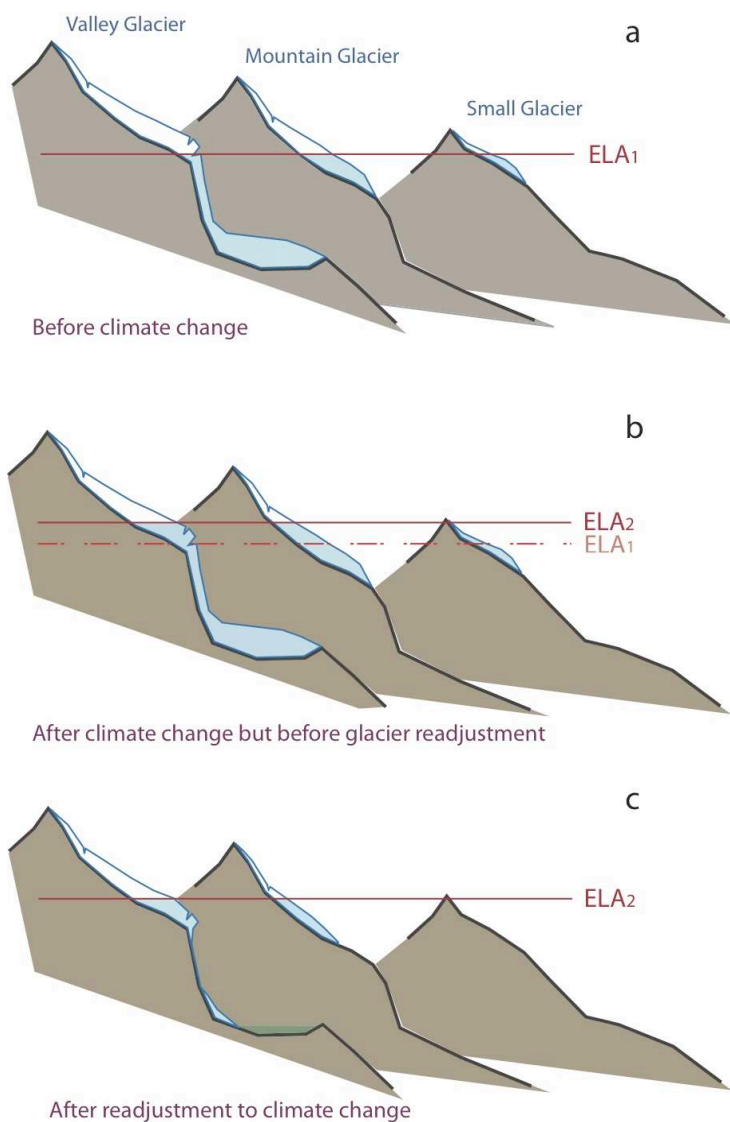 Valley Glacier
a
Mountain Glacier
Small Glacier
ELA1
Before climate change
b
ELA2
ELA1
After climate change but before glacier readjustment
c
ELA2
After readjustment to climate change